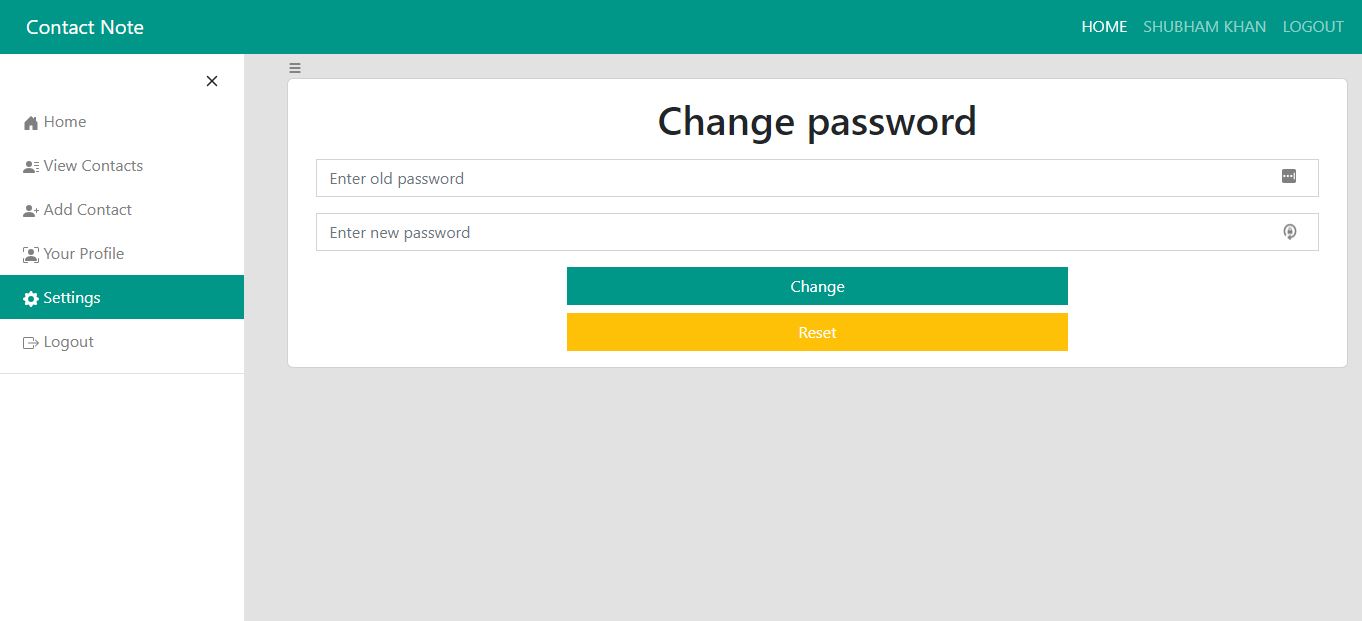 Contact Note
HOME SHUBHAM KHAN LOGOUT
Home
View Contacts
Add Contact
Your Profile
Settings
Logout
Change password
Enter old password
Enter new password
Change
Reset